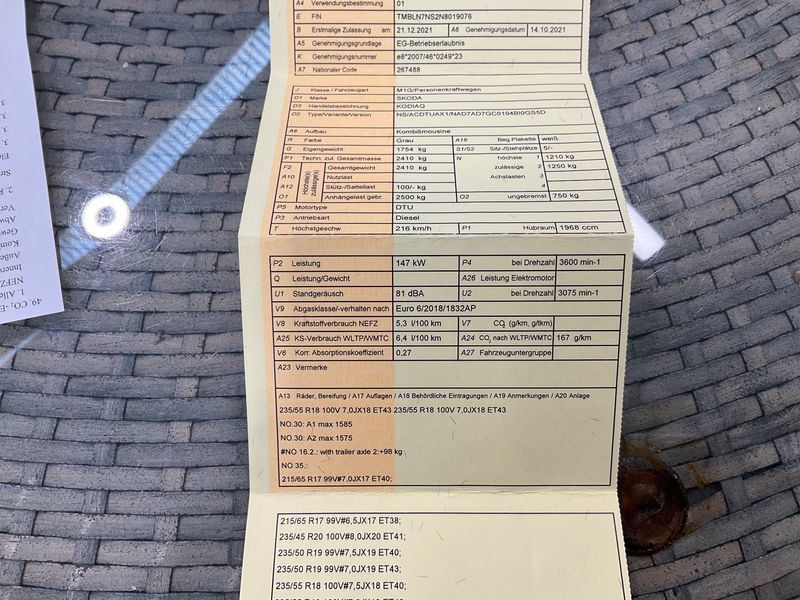 A4 Verwendungsbestimmung 01
E FIN TMBLN7NS2N8019076
B Erstmalige Zulassung am: 21.12.2021 A6 Genehmigungsdatum 14.10.2021
A5 Genehmigungsgrundlage EG-Betriebserlaubnis
K Genehmigungsnummer e8*2007/46*0249*23
A7 Nationaler Code 267488
J Klasse / Fahrzeugart M1G/Personenkraftwagen
D1 Marke SKODA
D3 Handelsbezeichnung KODIAQ
D2 Type/Variante/Version NS/ACDTUAX1/NAD7AD7GC0104BI0GS5D
A8 Aufbau Kombilimousine
R Farbe Grau A16 Beg.Plakette weiß
G Eigengewicht 1754 kg S1/S2 Sitz-/Stehplätze 5/-
F1 Techn. zul. Gesamtmasse 2410 kg N höchste 1 1210 kg
F2 Höchste(s) zulässige(s) Gesamtgewicht 2410 kg zulässige 2 1250 kg
A10 Nutzlast Achslasten 3
A12 Stütz-/Sattellast 100/- kg 4
O1 Anhängelast gebr. 2500 kg O2 ungebremst 750 kg
P5 Motortype DTU
P3 Antriebsart Diesel
T Höchstgeschw. 216 km/h P1 Hubraum 1968 ccm
P2 Leistung 147 kW P4 bei Drehzahl 3600 min-1
Q Leistung/Gewicht A26 Leistung Elektromotor
U1 Standgeräusch 81 dBA U2 bei Drehzahl 3075 min-1
V9 Abgasklasse/-verhalten nach Euro 6/2018/1832AP
V8 Kraftstoffverbrauch NEFZ 5,3 l/100 km V7 CO₂ (g/km, g/tkm)
A25 KS-Verbrauch WLTP/WMTC 6,4 l/100 km A24 CO₂ nach WLTP/WMTC 167 g/km
V6 Korr. Absorptionskoeffizient 0,27 A27 Fahrzeuguntergruppe
A23 Vermerke
A13 Räder, Bereifung / A17 Auflagen / A18 Behördliche Eintragungen / A19 Anmerkungen / A20 Anlage
235/55 R18 100V 7,0JX18 ET43 235/55 R18 100V 7,0JX18 ET43
NO.30: A1 max 1585
NO.30: A2 max 1575
#NO 16.2.: with trailer axle 2:+98 kg
NO 35.:
215/65 R17 99V#7,0JX17 ET40;
215/65 R17 99V#6,5JX17 ET38;
235/45 R20 100V#8,0JX20 ET41;
235/50 R19 99V#7,5JX19 ET40;
235/50 R19 99V#7,0JX19 ET43;
235/55 R18 100V#7,5JX18 ET40;
49. CO₂-E
1. Alle
NEFZ
Innero
Kom
Gew
Abw
Ver
2. F